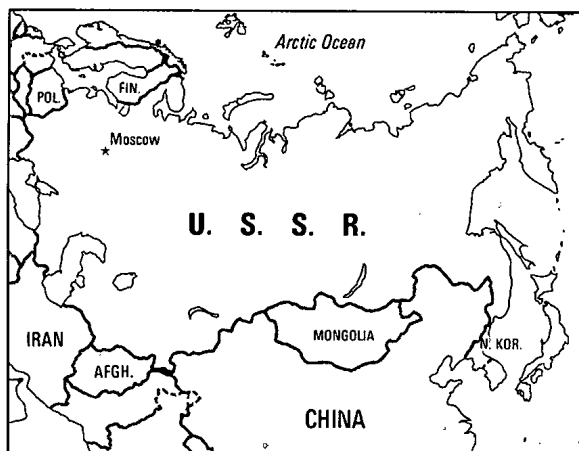 Arctic Ocean
FIN.
POL.
Moscow
U. S. S. R.
IRAN
MONGOLIA
N. KOR.
AFGH.
CHINA